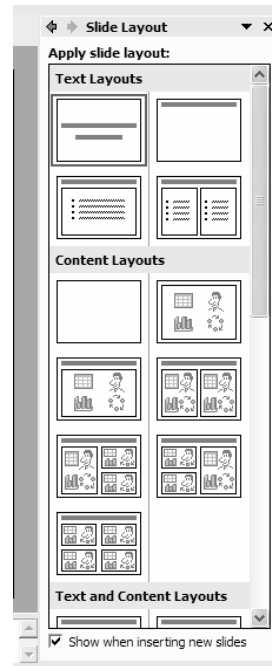 Slide Layout
Apply slide layout:
Text Layouts
Content Layouts
Text and Content Layouts
Show when inserting new slides